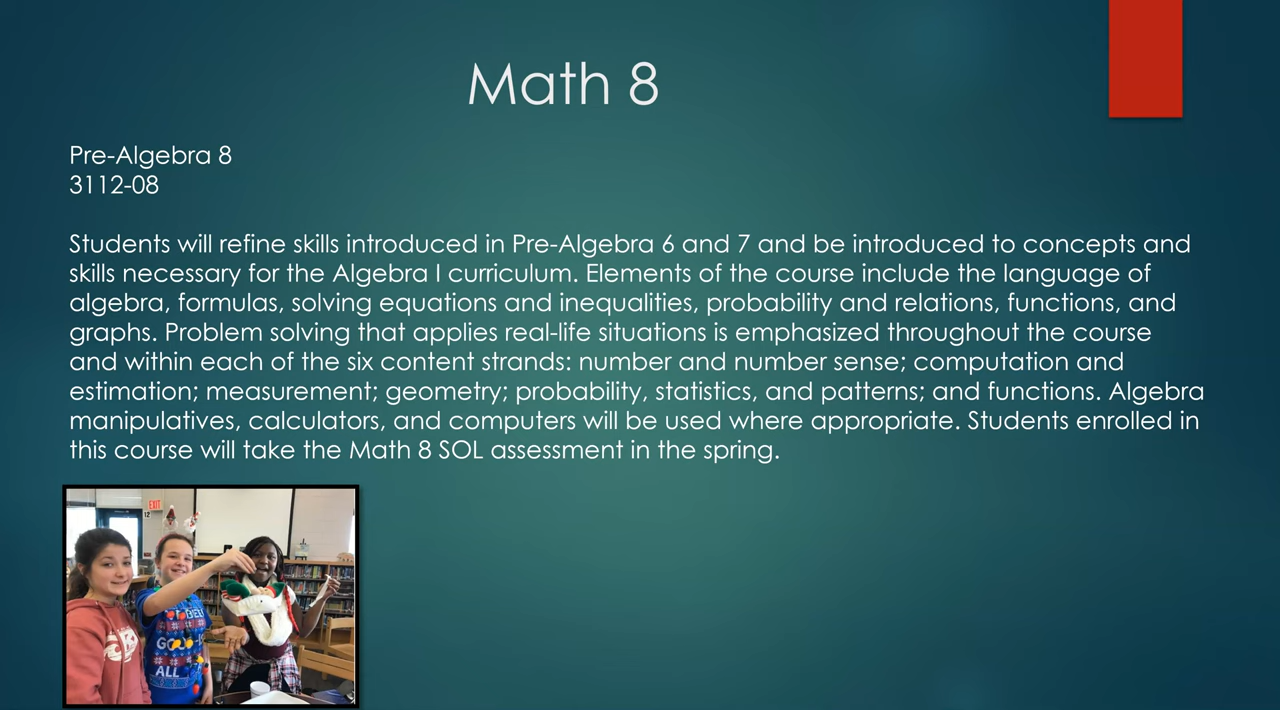 Math 8
Pre-Algebra 8
3112-08
Students will refine skills introduced in Pre-Algebra 6 and 7 and be introduced to concepts and
skills necessary for the Algebra I curriculum. Elements of the course include the language of
algebra, formulas, solving equations and inequalities, probability and relations, functions, and
graphs. Problem solving that applies real-life situations is emphasized throughout the course
and within each of the six content strands: number and number sense; computation and
estimation; measurement; geometry; probability, statistics, and patterns; and functions. Algebra
manipulatives, calculators, and computers will be used where appropriate. Students enrolled in
this course will take the Math 8 SOL assessment in the spring.
EXIT
12
ALL